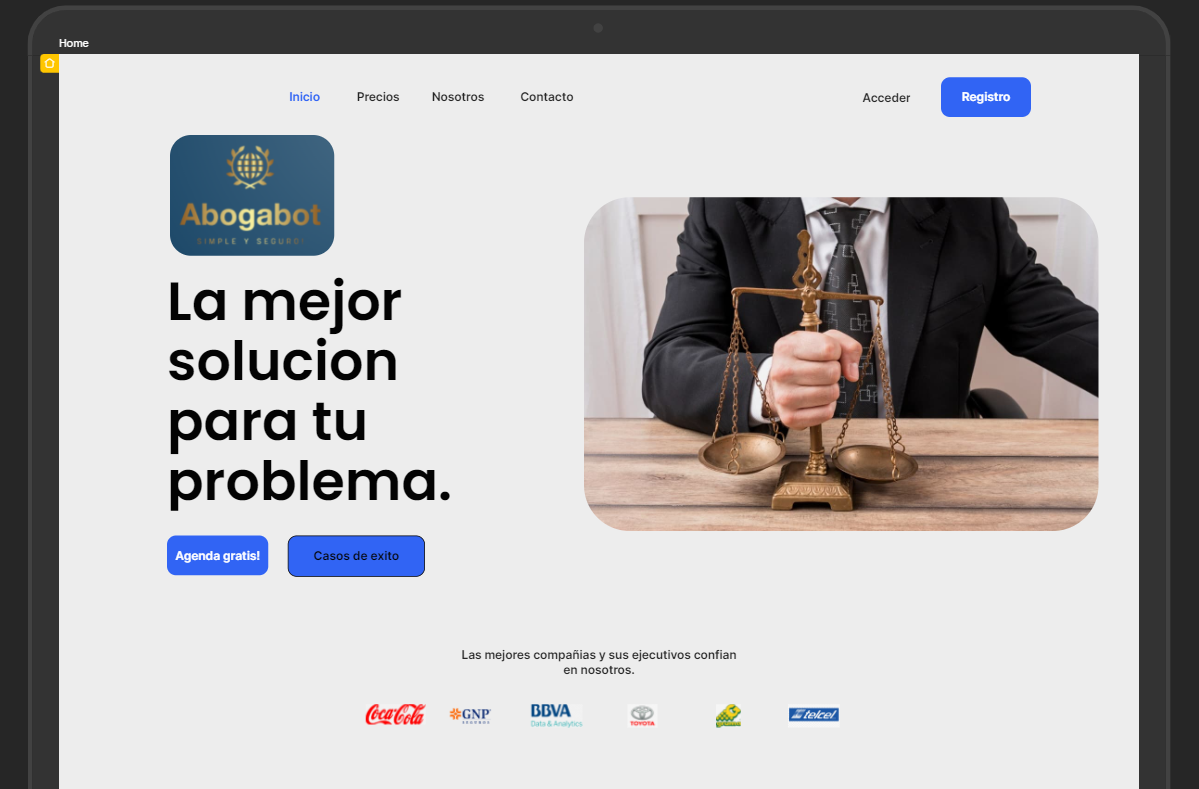 Home
Inicio Precios Nosotros Contacto Acceder Registro
Abogabot
SIMPLE Y SEGURO!
La mejor
solucion
para tu
problema.
Agenda gratis! Casos de exito
Las mejores compañias y sus ejecutivos confian
en nosotros.
Coca-Cola GNP SEGUROS BBVA Data & Analytics TOYOTA telcel